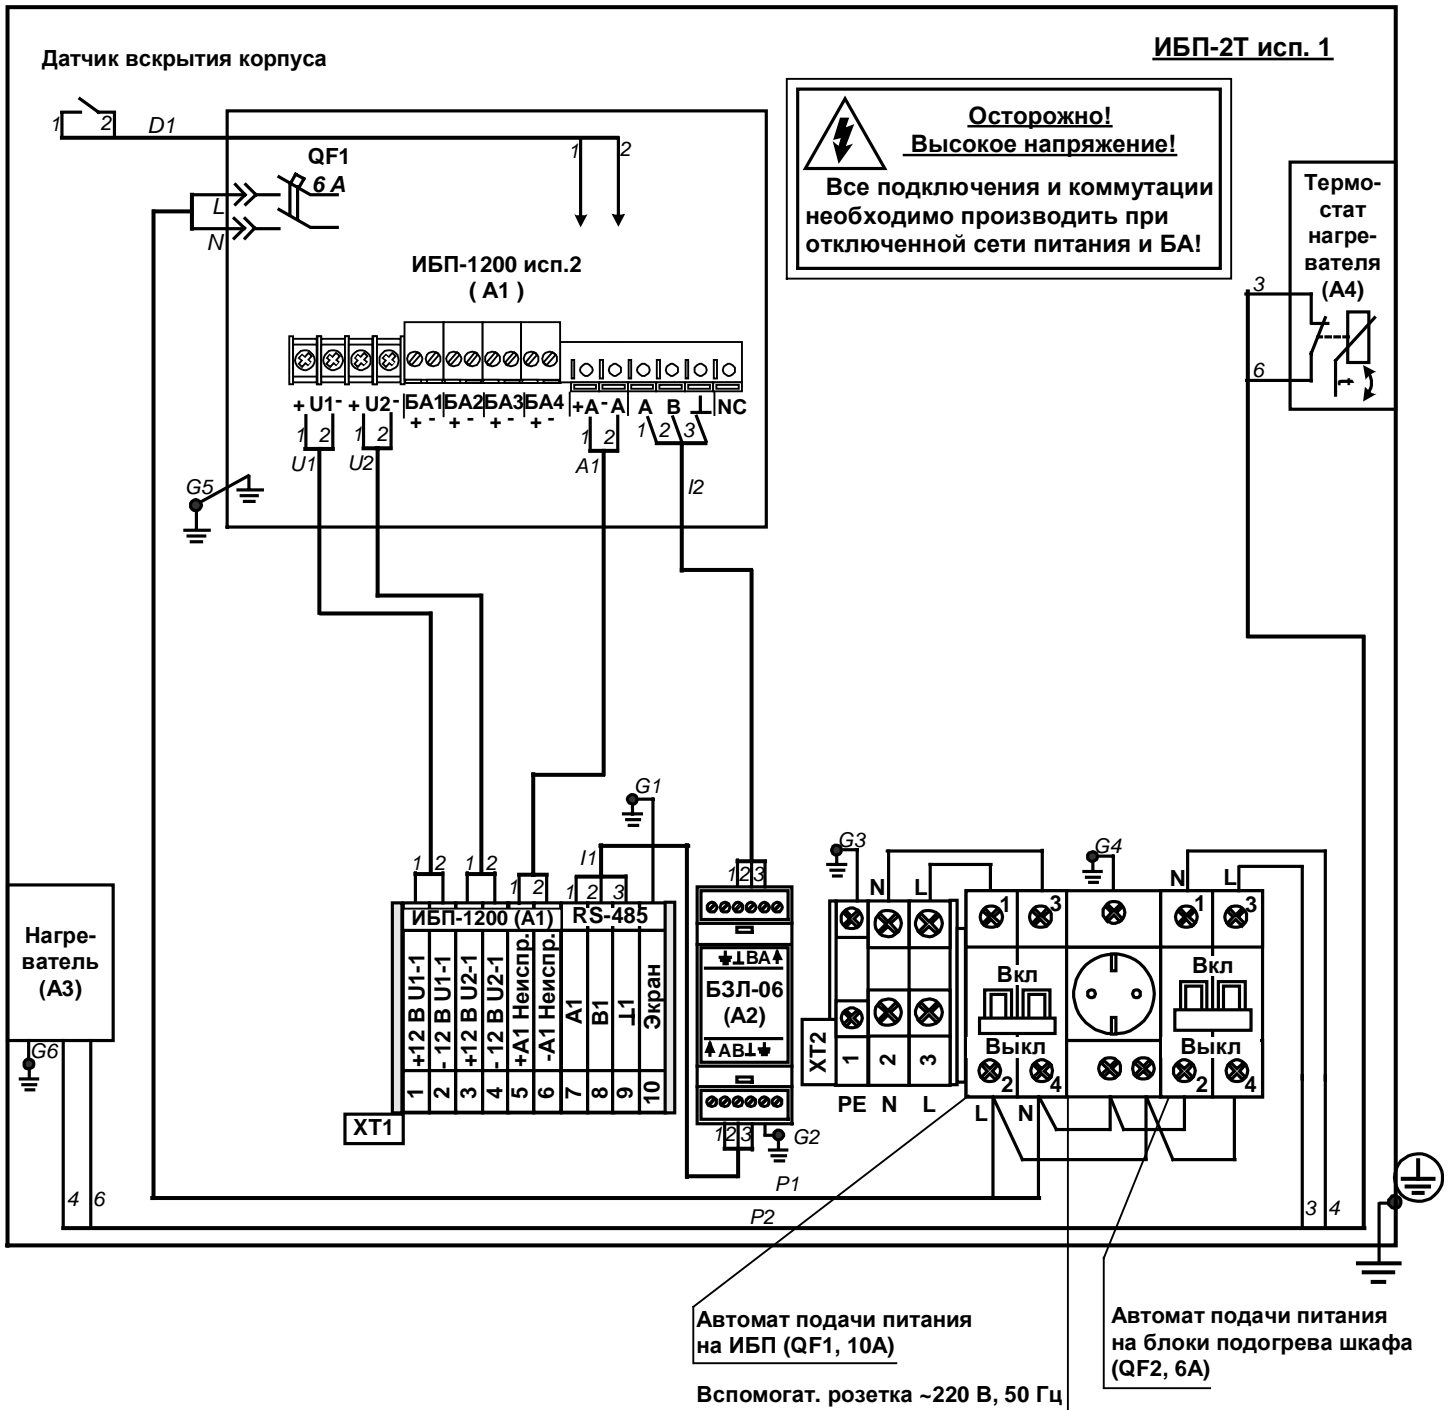 ИБП-2Т исп. 1
Датчик вскрытия корпуса
1 2 D1
1 2
QF1
6 А
L
N
Осторожно!
Высокое напряжение!
Все подключения и коммутации
необходимо производить при
отключенной сети питания и БА!
Термо-
стат
нагре-
вателя
(А4)
3
6
t
ИБП-1200 исп.2
( А1 )
+ U1 - + U2 - БА1 БА2 БА3 БА4 +А -А А В ⊥ NC
+ - + - + - + -
1 2 1 2 1 2 1 2 3
U1 U2 A1 I2
G5
G1
1 2 1 2 1 2 I1 1 2 3
ИБП-1200 (А1) RS-485
+12 В U1-1
- 12 В U1-1
+12 В U2-1
- 12 В U2-1
+А1 Неиспр.
-А1 Неиспр.
А1
В1
⊥1
Экран
1 2 3 4 5 6 7 8 9 10
XT1
1 2 3
⊥ВА
БЗЛ-06
(А2)
АВ⊥
1 2 3 G2
G3
N L
XT2
1 2 3
PE N L
G4
1 3
Вкл
Выкл
2 4
L N
N L
1 3
Вкл
Выкл
2 4
Нагре-
ватель
(А3)
G6
4 6
P1
P2
3 4
Автомат подачи питания
на ИБП (QF1, 10А)
Автомат подачи питания
на блоки подогрева шкафа
(QF2, 6А)
Вспомогат. розетка ~220 В, 50 Гц